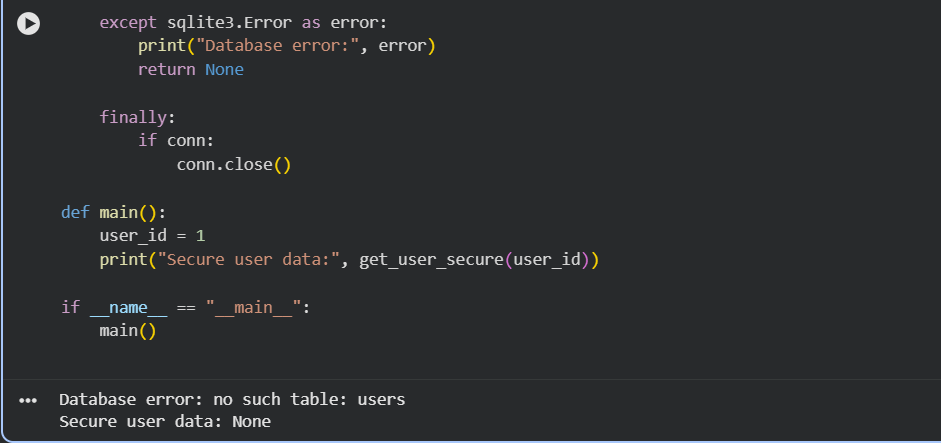 except sqlite3.Error as error:
        print("Database error:", error)
        return None
    finally:
        if conn:
            conn.close()
def main():
    user_id = 1
    print("Secure user data:", get_user_secure(user_id))
if __name__ == "__main__":
    main()
Database error: no such table: users
Secure user data: None